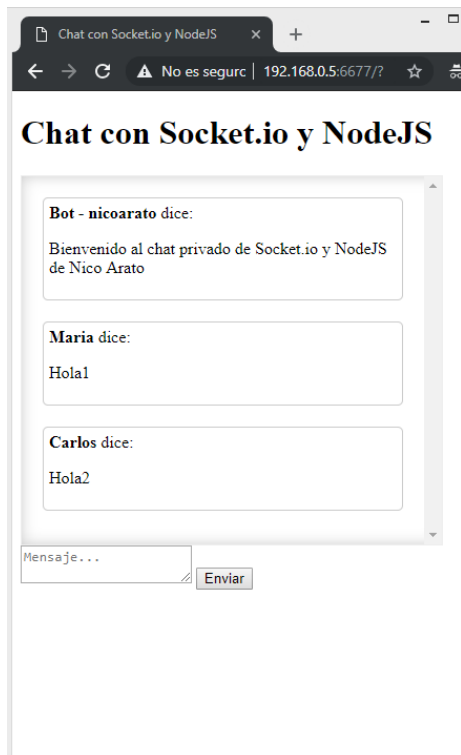 Chat con Socket.io y NodeJS
No es segurc 192.168.0.5:6677/?
Chat con Socket.io y NodeJS
Bot - nicoarato dice:
Bienvenido al chat privado de Socket.io y NodeJS
de Nico Arato
Maria dice:
Hola1
Carlos dice:
Hola2
Mensaje...
Enviar